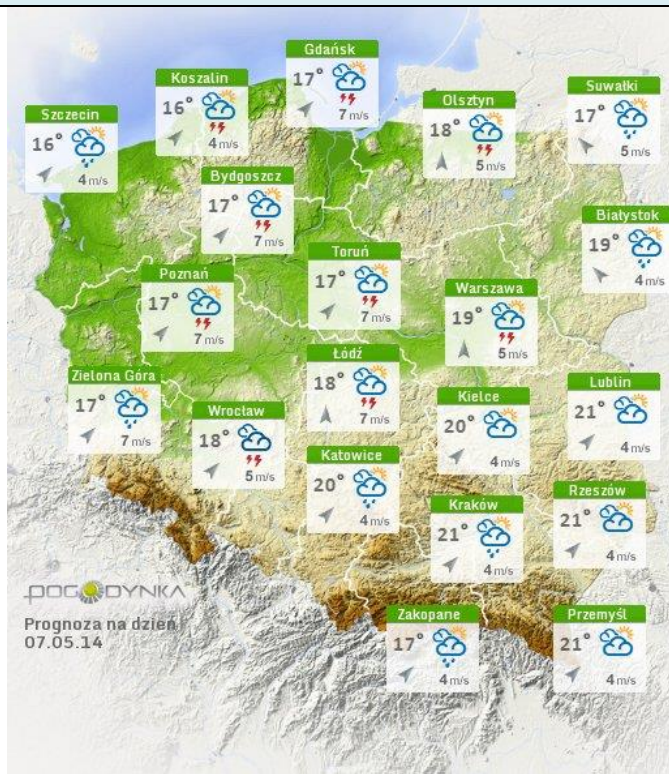 Gdańsk
17°
7 m/s
Koszalin
16°
4 m/s
Suwałki
17°
5 m/s
Olsztyn
18°
5 m/s
Szczecin
16°
4 m/s
Bydgoszcz
17°
7 m/s
Białystok
19°
4 m/s
Toruń
17°
7 m/s
Poznań
17°
7 m/s
Warszawa
19°
5 m/s
Łódź
18°
7 m/s
Zielona Góra
17°
7 m/s
Lublin
21°
4 m/s
Kielce
20°
4 m/s
Wrocław
18°
5 m/s
Katowice
20°
4 m/s
Rzeszów
21°
4 m/s
Kraków
21°
4 m/s
POGODYNKA
Prognoza na dzień
07.05.14
Zakopane
17°
4 m/s
Przemyśl
21°
4 m/s